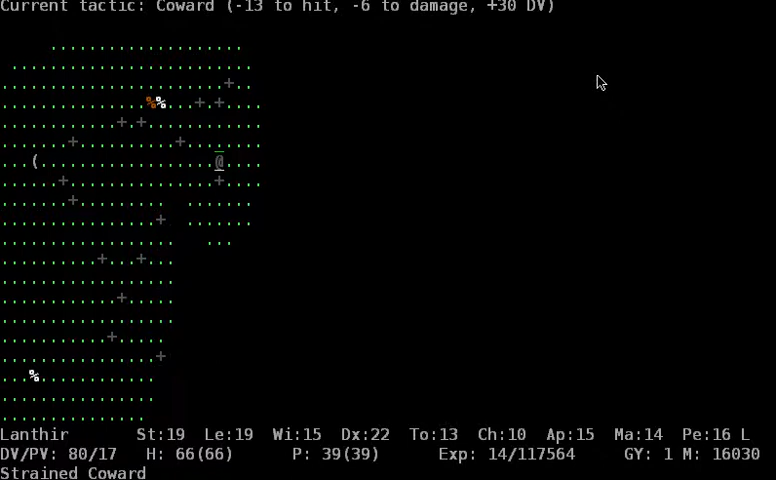 Current tactic: Coward (-13 to hit, -6 to damage, +30 DV)
Lanthir St:19 Le:19 Wi:15 Dx:22 To:13 Ch:10 Ap:15 Ma:14 Pe:16 L
DV/PV: 80/17 H: 66(66) P: 39(39) Exp: 14/117564 GY: 1 M: 16030
Strained Coward